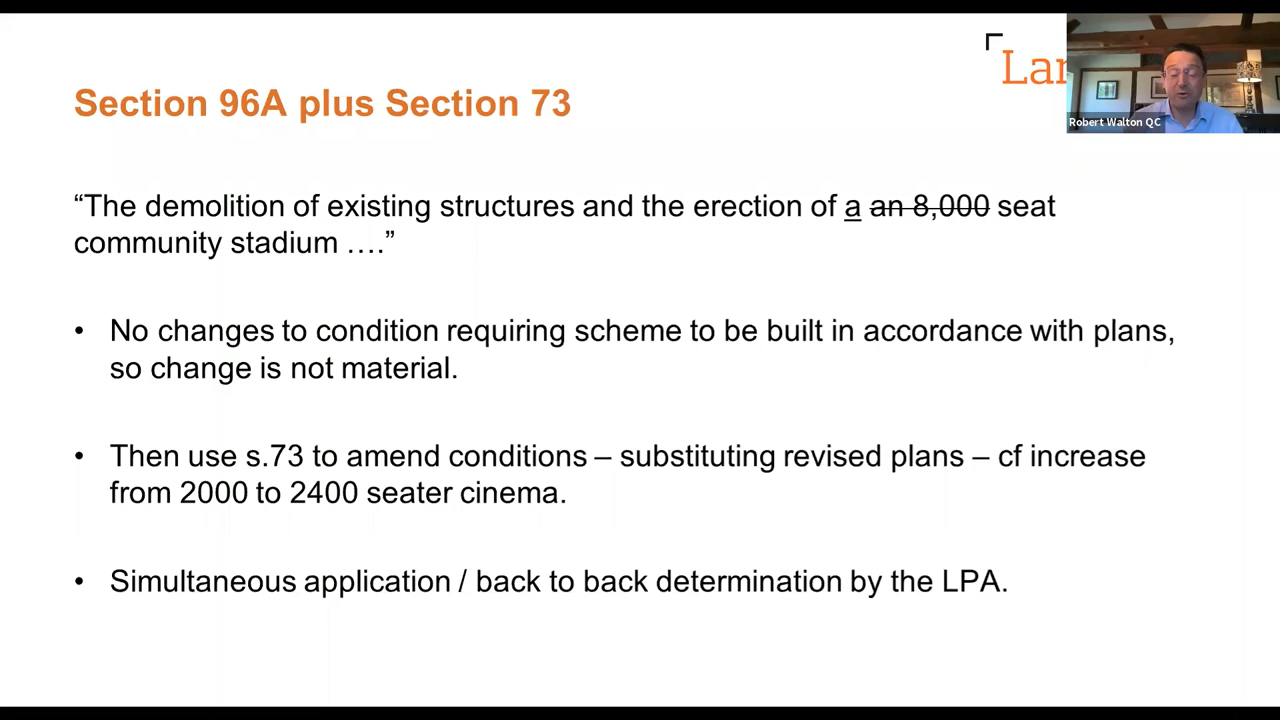 Lan
Section 96A plus Section 73
Robert Walton QC
“The demolition of existing structures and the erection of a an 8,000 seat
community stadium ….”
• No changes to condition requiring scheme to be built in accordance with plans,
so change is not material.
• Then use s.73 to amend conditions – substituting revised plans – cf increase
from 2000 to 2400 seater cinema.
• Simultaneous application / back to back determination by the LPA.